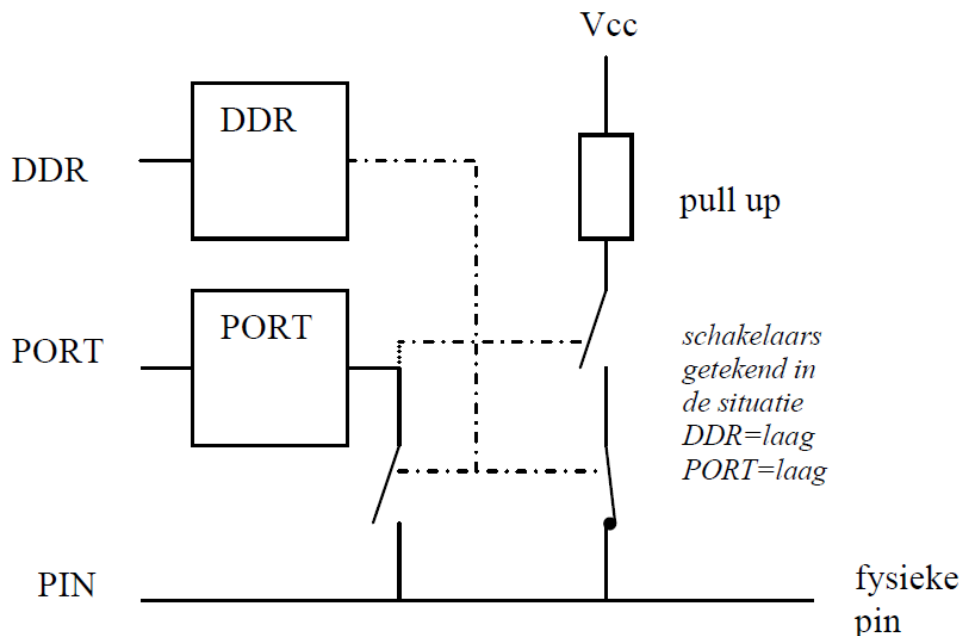 Vcc
DDR
DDR
pull up
PORT
PORT
schakelaars
getekend in
de situatie
DDR=laag
PORT=laag
PIN
fysieke
pin